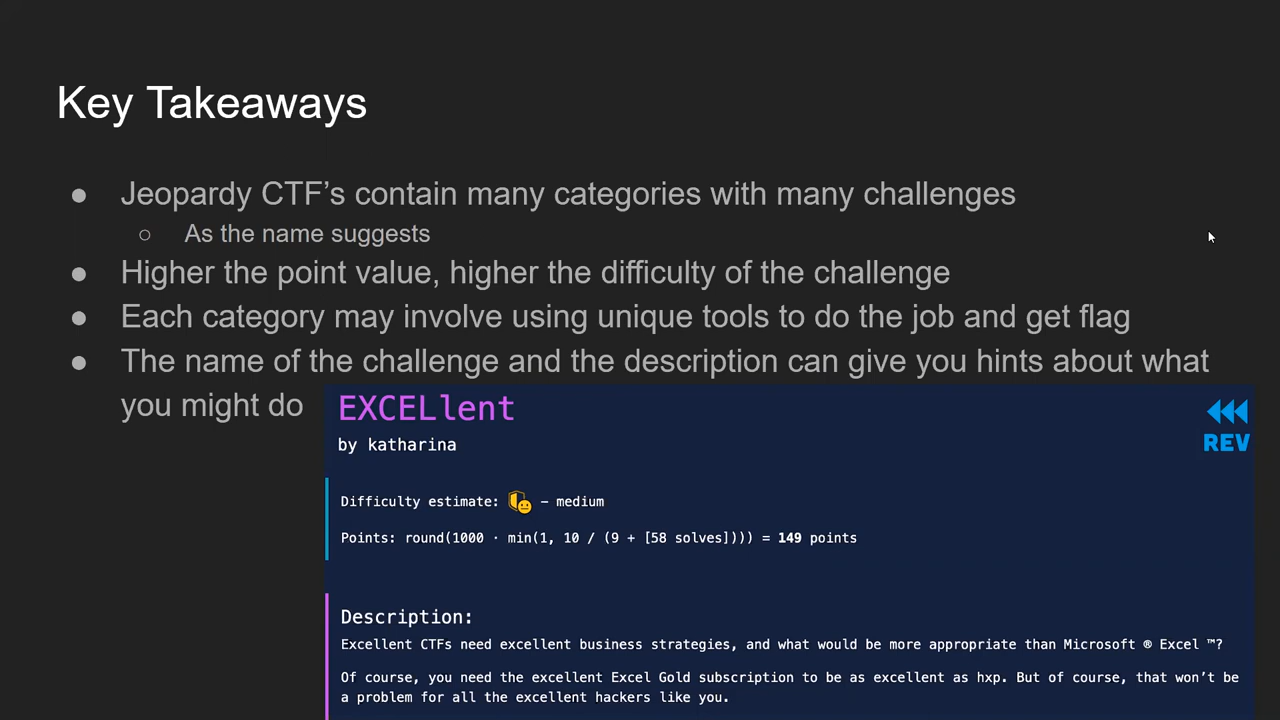 Key Takeaways
● Jeopardy CTF’s contain many categories with many challenges
○ As the name suggests
● Higher the point value, higher the difficulty of the challenge
● Each category may involve using unique tools to do the job and get flag
● The name of the challenge and the description can give you hints about what
you might do
EXCELlent
by katharina
REV
Difficulty estimate: – medium
Points: round(1000 · min(1, 10 / (9 + [58 solves]))) = 149 points
Description:
Excellent CTFs need excellent business strategies, and what would be more appropriate than Microsoft ® Excel ™?
Of course, you need the excellent Excel Gold subscription to be as excellent as hxp. But of course, that won’t be
a problem for all the excellent hackers like you.